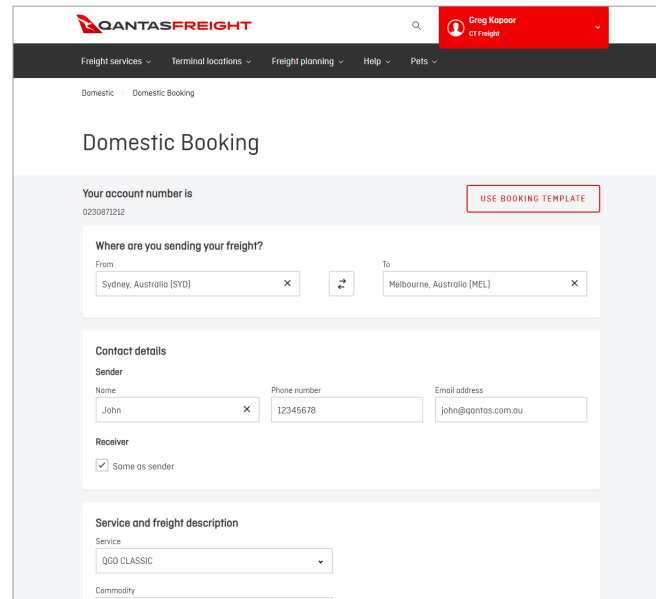 QANTASFREIGHT
Greg Kapoor
CT Freight
Freight services
Terminal locations
Freight planning
Help
Pets
Domestic
Domestic Booking
Domestic Booking
Your account number is
0230871212
USE BOOKING TEMPLATE
Where are you sending your freight?
From
To
Sydney, Australia (SYD)
Melbourne, Australia (MEL)
Contact details
Sender
Name
Phone number
Email address
John
12345678
john@qantas.com.au
Receiver
Same as sender
Service and freight description
Service
QGO CLASSIC
Commodity